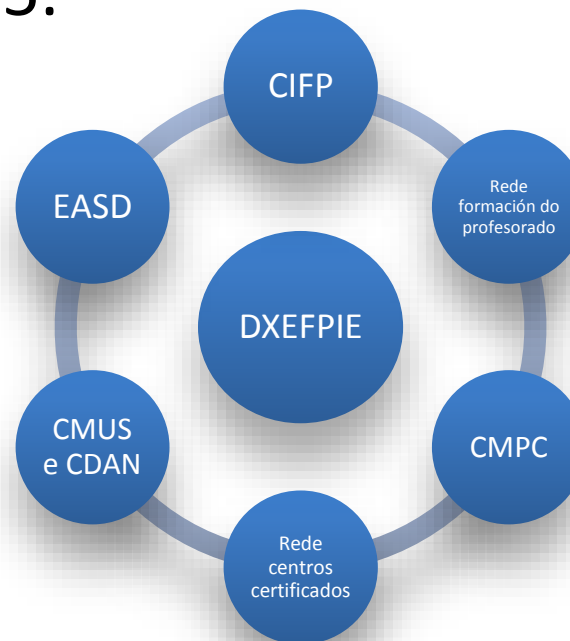 CIFP
Rede
formación do
profesorado
EASD
DXEFPIE
CMUS
e CDAN
CMPC
Rede
centros
certificados